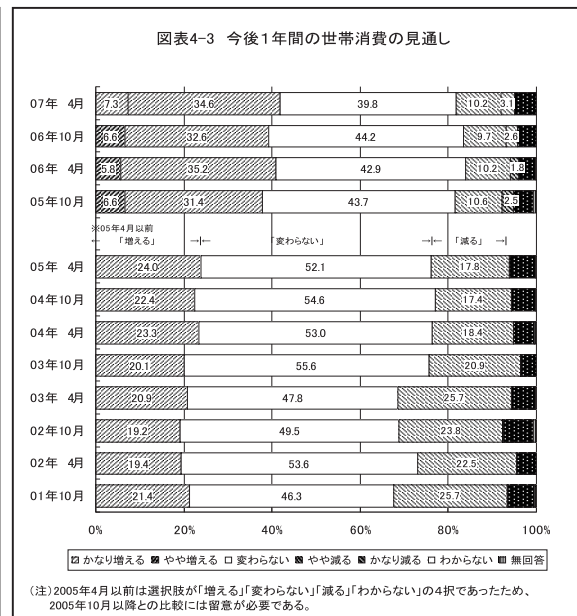 図表4-3 今後1年間の世帯消費の見通し
07年 4月 7.3 34.6 39.8 10.2 3.1
06年10月 6.6 32.6 44.2 9.7 2.6
06年 4月 5.8 35.2 42.9 10.2 1.8
05年10月 6.6 31.4 43.7 10.6 2.5
※05年4月以前
← 「増える」 →← 「変わらない」 →← 「減る」 →
05年 4月 24.0 52.1 17.8
04年10月 22.4 54.6 17.4
04年 4月 23.3 53.0 18.4
03年10月 20.1 55.6 20.9
03年 4月 20.9 47.8 25.7
02年10月 19.2 49.5 23.8
02年 4月 19.4 53.6 22.5
01年10月 21.4 46.3 25.7
0% 20% 40% 60% 80% 100%
かなり増える やや増える 変わらない やや減る かなり減る わからない 無回答
(注)2005年4月以前は選択肢が「増える」「変わらない」「減る」「わからない」の4択であったため、
2005年10月以降との比較には留意が必要である。